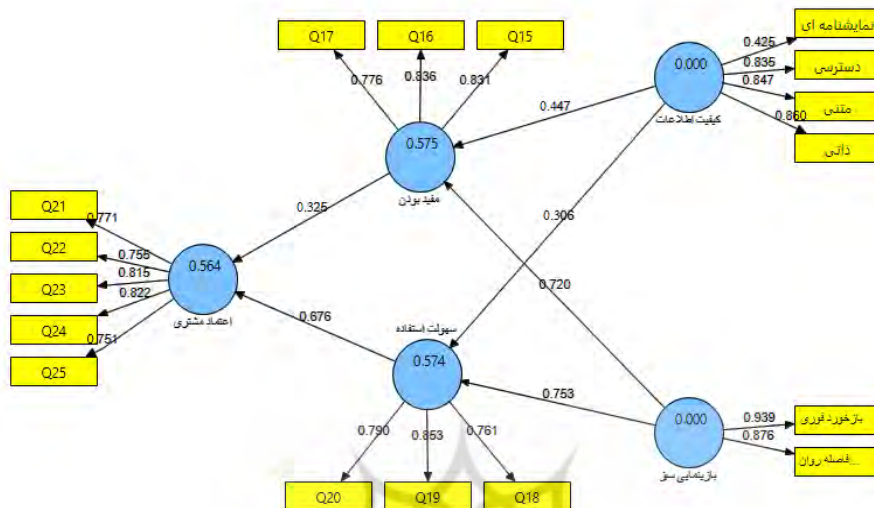 Q17
Q16
Q15
0.776
0.836
0.831
0.575
مفید بودن
0.447
0.000
کیفیت اطلاعات
0.425
0.835
0.847
0.860
نمایشنامه ای
دسترسی
متنی
ذاتی
0.306
0.720
0.325
Q21
Q22
Q23
Q24
Q25
0.771
0.755
0.815
0.822
0.751
0.564
اعتماد مشتری
0.676
سهولت استفاده
0.574
0.753
0.790
0.853
0.761
Q20
Q19
Q18
0.000
بازینمایی سز
0.939
0.876
بازخورد فوری
فاصله روان...